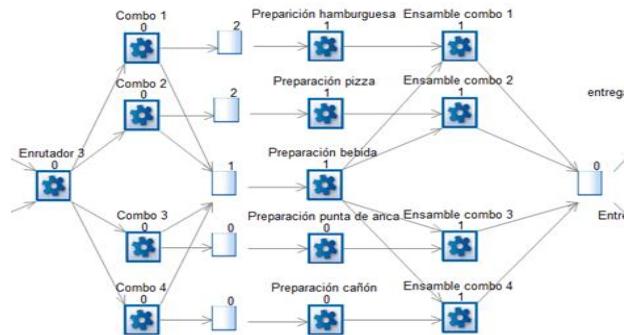 Combo 1
0
2
Preparición hamburguesa
1
Ensamble combo 1
1
Combo 2
0
2
Preparación pizza
1
Ensamble combo 2
1
entrega
Enrutador 3
0
1
Preparación bebida
1
0
Combo 3
0
0
Preparación punta de anca
0
Ensamble combo 3
1
Entre
Combo 4
0
0
Preparación cañón
0
Ensamble combo 4
1